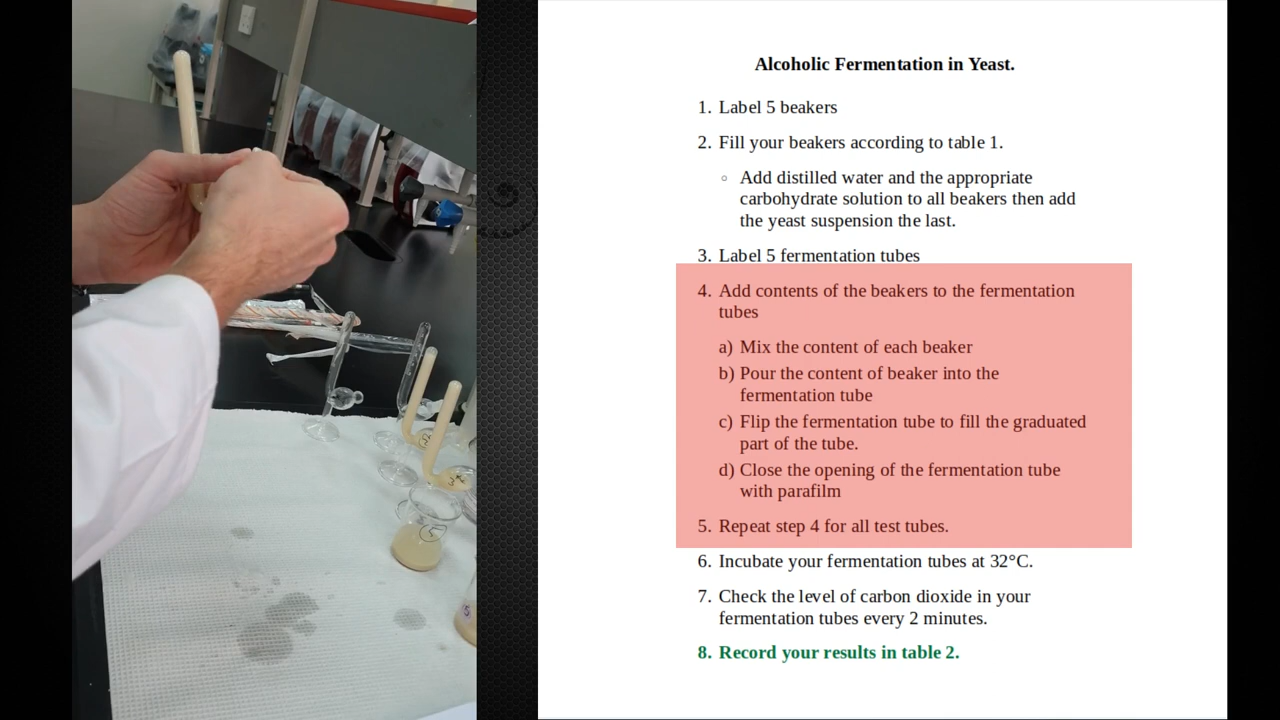 Alcoholic Fermentation in Yeast.
1. Label 5 beakers
2. Fill your beakers according to table 1.
○ Add distilled water and the appropriate
carbohydrate solution to all beakers then add
the yeast suspension the last.
3. Label 5 fermentation tubes
4. Add contents of the beakers to the fermentation
tubes
a) Mix the content of each beaker
b) Pour the content of beaker into the
fermentation tube
c) Flip the fermentation tube to fill the graduated
part of the tube.
d) Close the opening of the fermentation tube
with parafilm
5. Repeat step 4 for all test tubes.
6. Incubate your fermentation tubes at 32°C.
7. Check the level of carbon dioxide in your
fermentation tubes every 2 minutes.
8. Record your results in table 2.